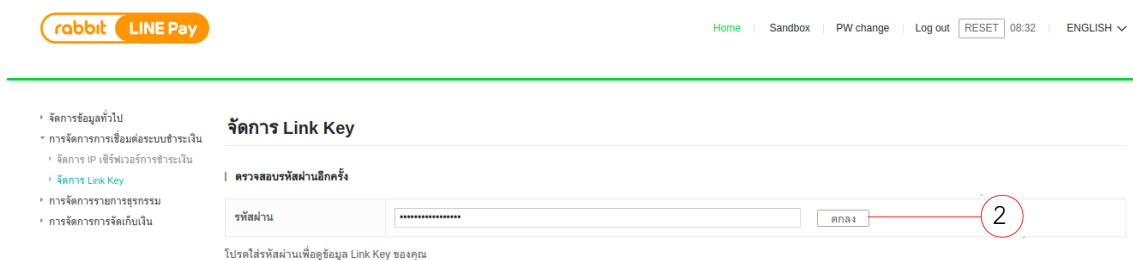 rabbit LINE Pay
Home Sandbox PW change Log out RESET 08:32 ENGLISH
จัดการข้อมูลทั่วไป
การจัดการการเชื่อมต่อระบบชำระเงิน
จัดการ IP เซิร์ฟเวอร์การชำระเงิน
จัดการ Link Key
การจัดการรายการธุรกรรม
การจัดการการจัดเก็บเงิน
จัดการ Link Key
ตรวจสอบรหัสผ่านอีกครั้ง
รหัสผ่าน ••••••••••••••••• ตกลง 2
โปรดใส่รหัสผ่านเพื่อดูข้อมูล Link Key ของคุณ